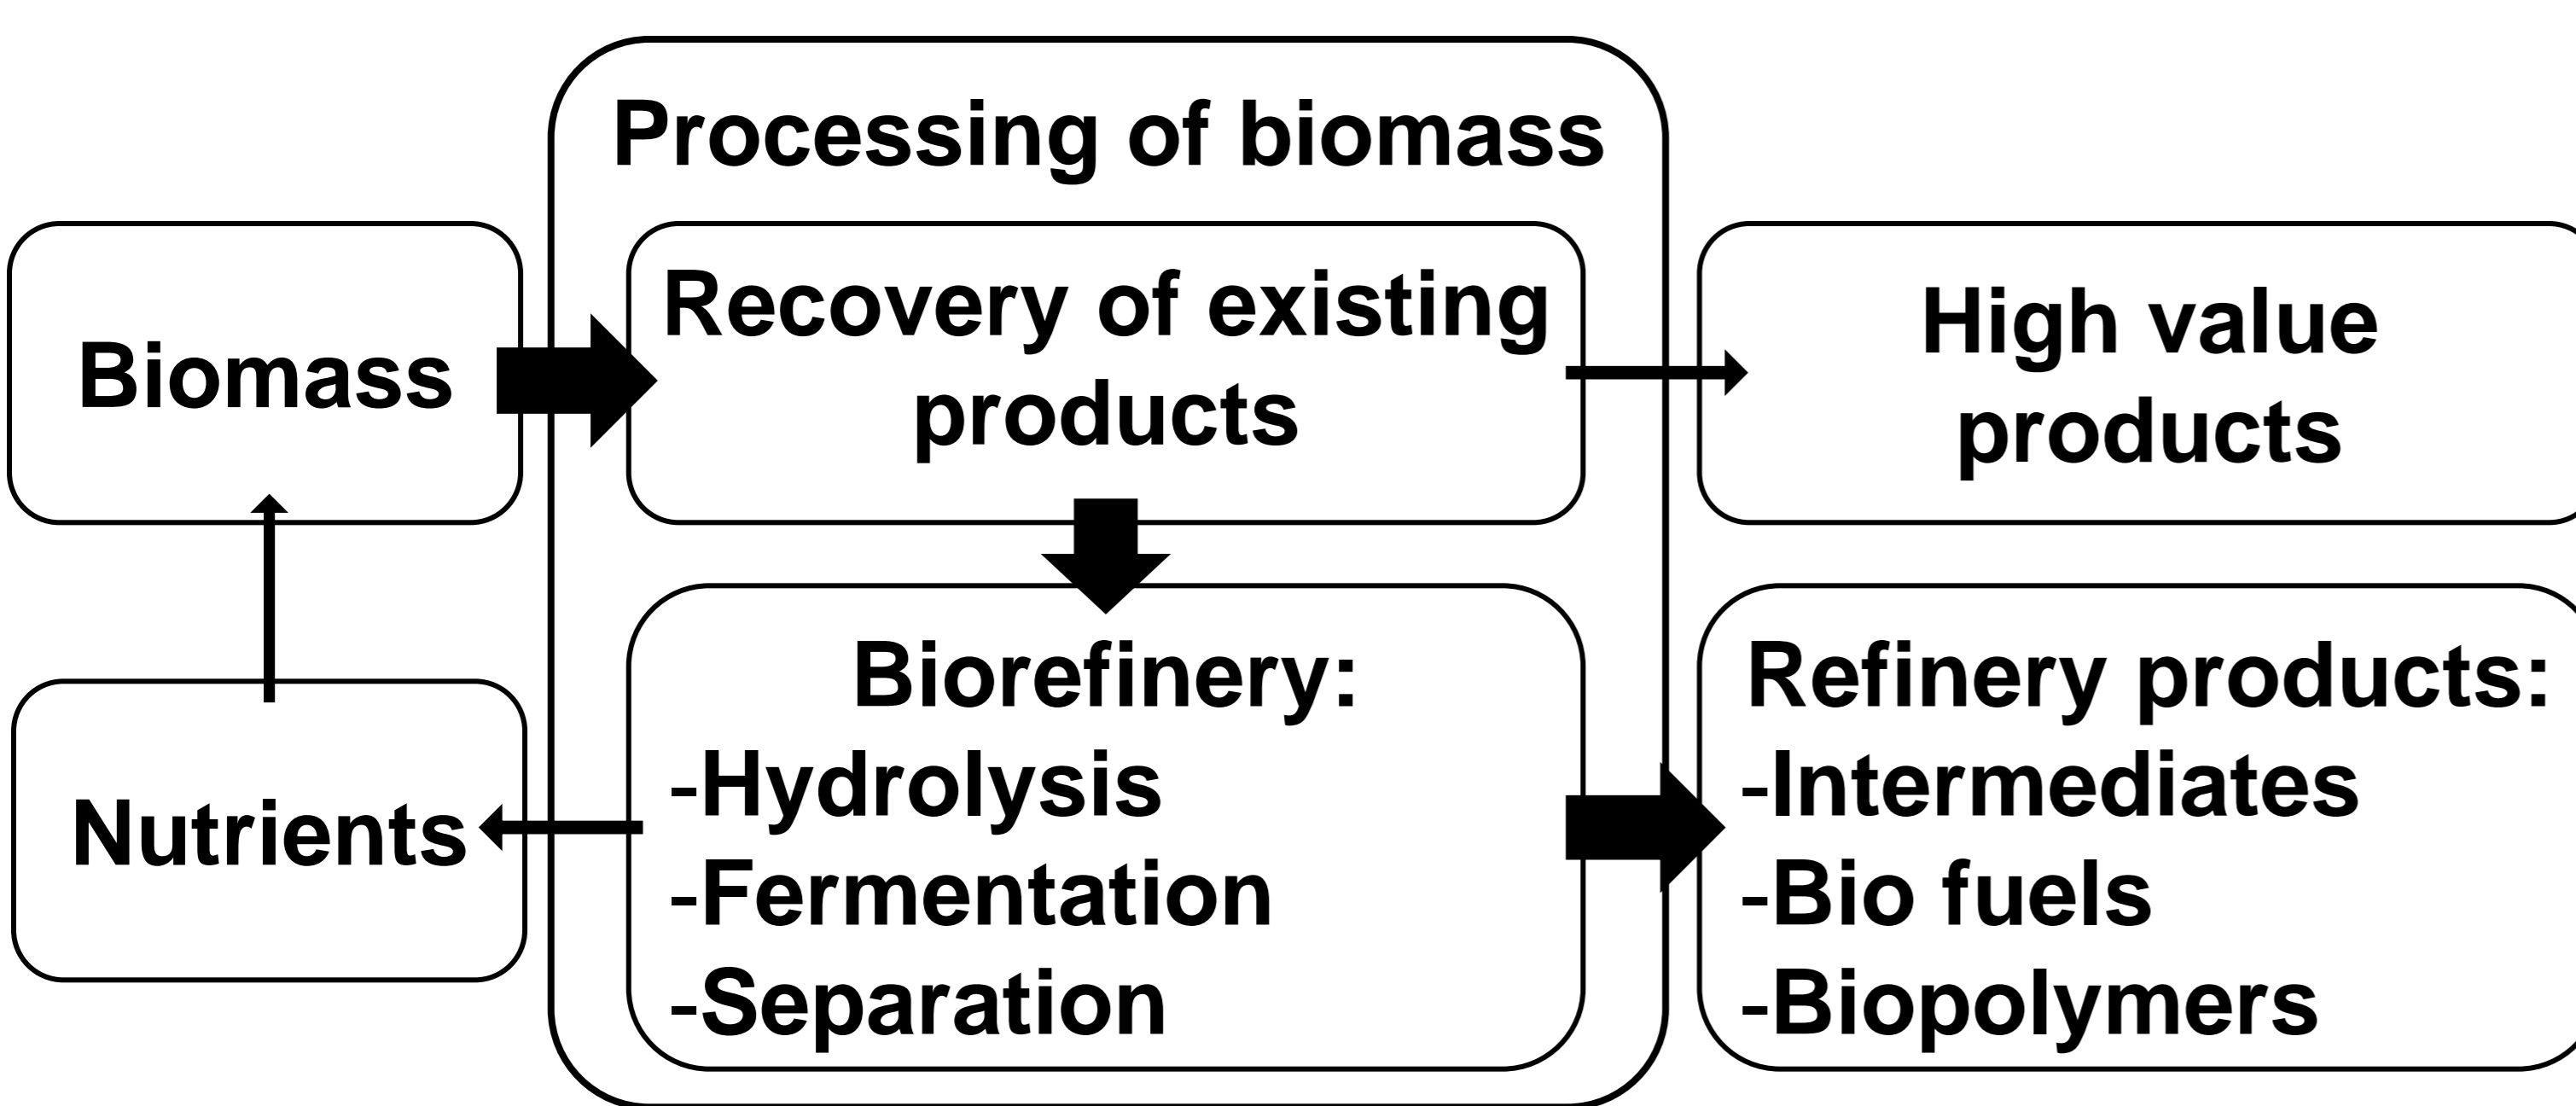 Processing of biomass
Biomass
Recovery of existing
products
High value
products
Nutrients
Biorefinery:
-Hydrolysis
-Fermentation
-Separation
Refinery products:
-Intermediates
-Bio fuels
-Biopolymers